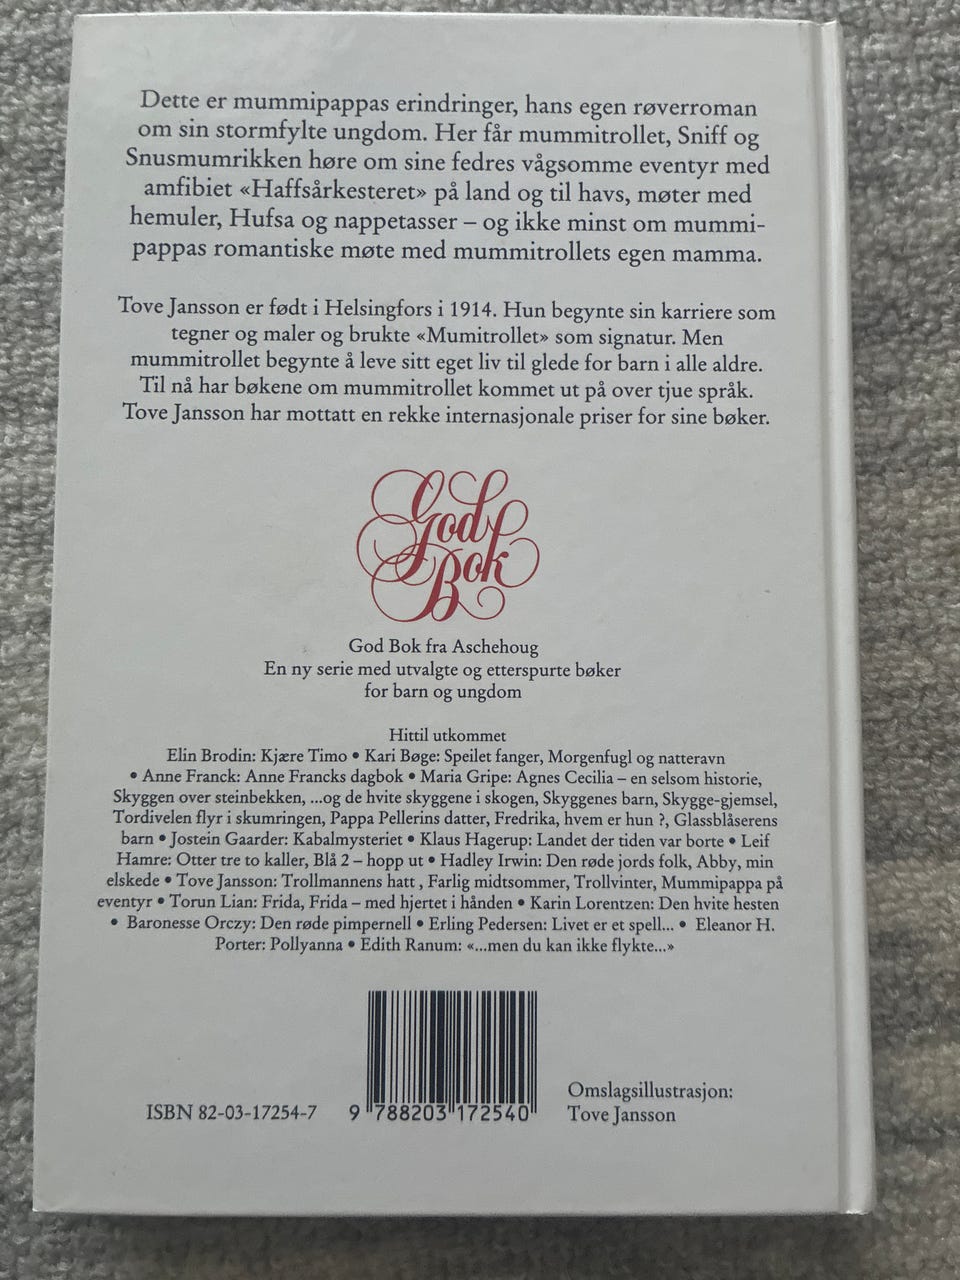 Dette er mummipappas erindringer, hans egen røverroman
om sin stormfylte ungdom. Her får mummitrollet, Sniff og
Snusmumrikken høre om sine fedres vågsomme eventyr med
amfibiet «Haffsårkesteret» på land og til havs, møter med
hemuler, Hufsa og nappetasser – og ikke minst om mummi-
pappas romantiske møte med mummitrollets egen mamma.
Tove Jansson er født i Helsingfors i 1914. Hun begynte sin karriere som
tegner og maler og brukte «Mumitrollet» som signatur. Men
mummitrollet begynte å leve sitt eget liv til glede for barn i alle aldre.
Til nå har bøkene om mummitrollet kommet ut på over tjue språk.
Tove Jansson har mottatt en rekke internasjonale priser for sine bøker.
God
Bok
God Bok fra Aschehoug
En ny serie med utvalgte og etterspurte bøker
for barn og ungdom
Hittil utkommet
Elin Brodin: Kjære Timo • Kari Bøge: Speilet fanger, Morgenfugl og natteravn
• Anne Franck: Anne Francks dagbok • Maria Gripe: Agnes Cecilia – en selsom historie,
Skyggen over steinbekken, ...og de hvite skyggene i skogen, Skyggenes barn, Skygge-gjemsel,
Tordivelen flyr i skumringen, Pappa Pellerins datter, Fredrika, hvem er hun ?, Glassblåserens
barn • Jostein Gaarder: Kabalmysteriet • Klaus Hagerup: Landet der tiden var borte • Leif
Hamre: Otter tre to kaller, Blå 2 – hopp ut • Hadley Irwin: Den røde jords folk, Abby, min
elskede • Tove Jansson: Trollmannens hatt , Farlig midtsommer, Trollvinter, Mummipappa på
eventyr • Torun Lian: Frida, Frida – med hjertet i hånden • Karin Lorentzen: Den hvite hesten
• Baronesse Orczy: Den røde pimpernell • Erling Pedersen: Livet er et spell... • Eleanor H.
Porter: Pollyanna • Edith Ranum: «...men du kan ikke flykte...»
ISBN 82-03-17254-7
9 788203 172540
Omslagsillustrasjon:
Tove Jansson